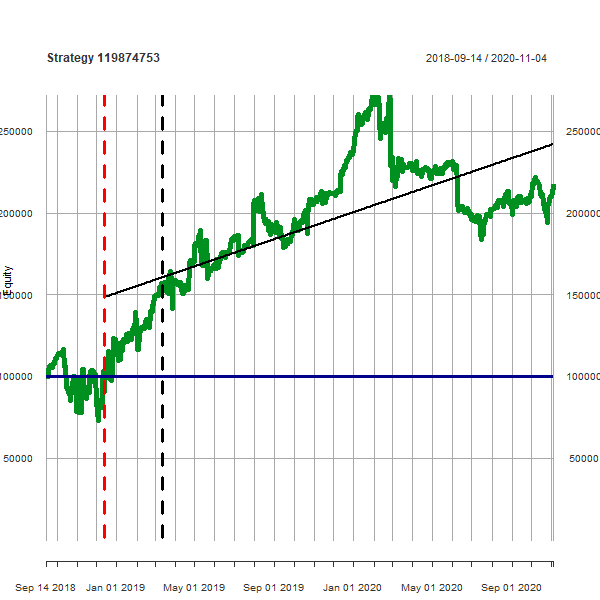 Strategy 119874753
2018-09-14 / 2020-11-04
250000 250000
200000 200000
Equity
150000 150000
100000 100000
50000 50000
Sep 14 2018 Jan 01 2019 May 01 2019 Sep 01 2019 Jan 01 2020 May 01 2020 Sep 01 2020